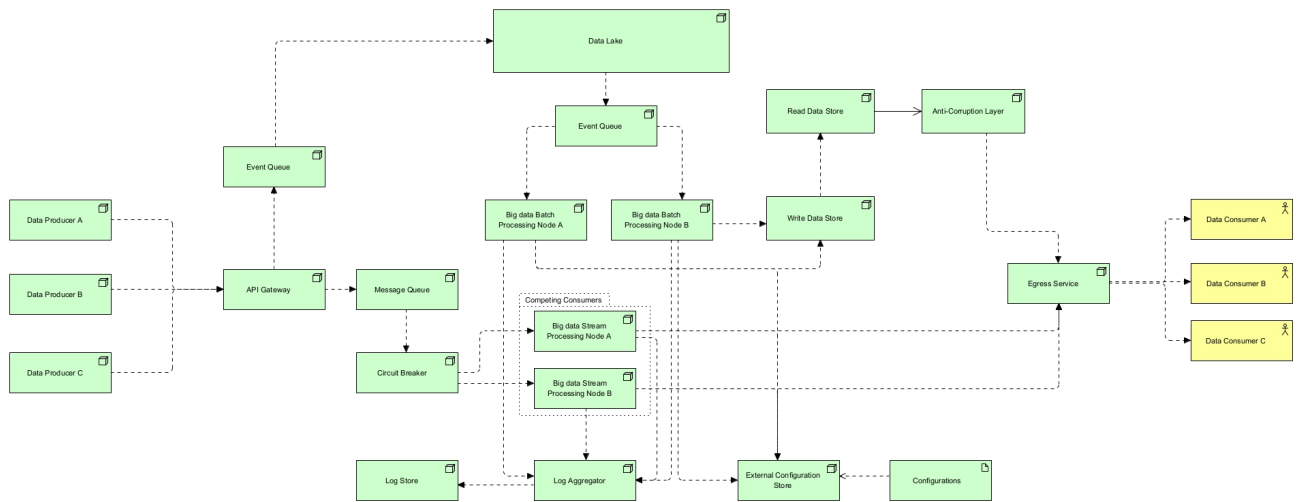 Data Lake
Read Data Store
Anti-Corruption Layer
Event Queue
Event Queue
Data Producer A
Big data Batch
Processing Node A
Big data Batch
Processing Node B
Write Data Store
Data Consumer A
Data Producer B
API Gateway
Message Queue
Egress Service
Data Consumer B
Competing Consumers
Big data Stream
Processing Node A
Data Consumer C
Data Producer C
Circuit Breaker
Big data Stream
Processing Node B
Log Store
Log Aggregator
External Configuration
Store
Configurations